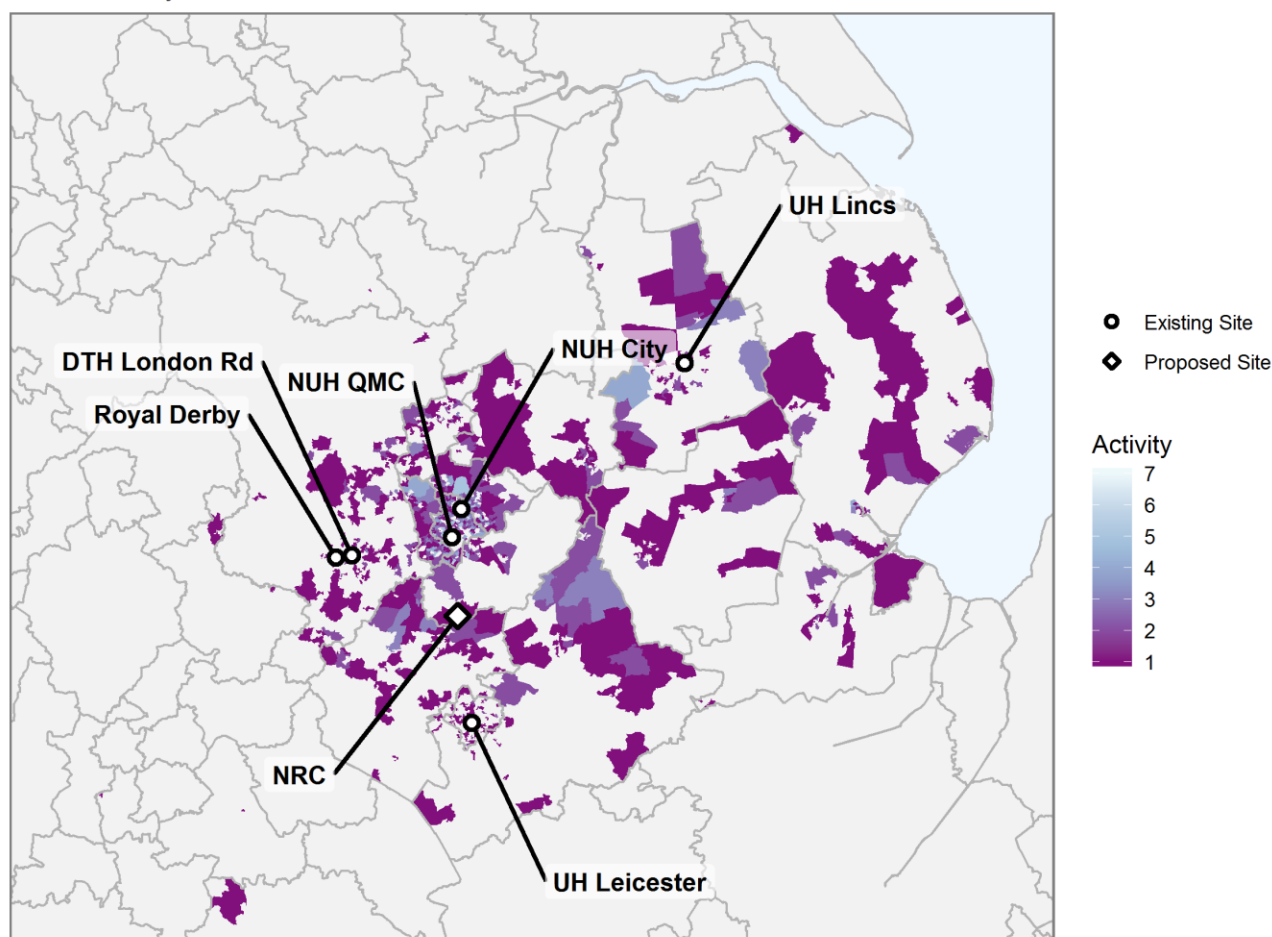 UH Lincs
NUH City
DTH London Rd
NUH QMC
Royal Derby
NRC
UH Leicester
Existing Site
Proposed Site
Activity
7
6
5
4
3
2
1